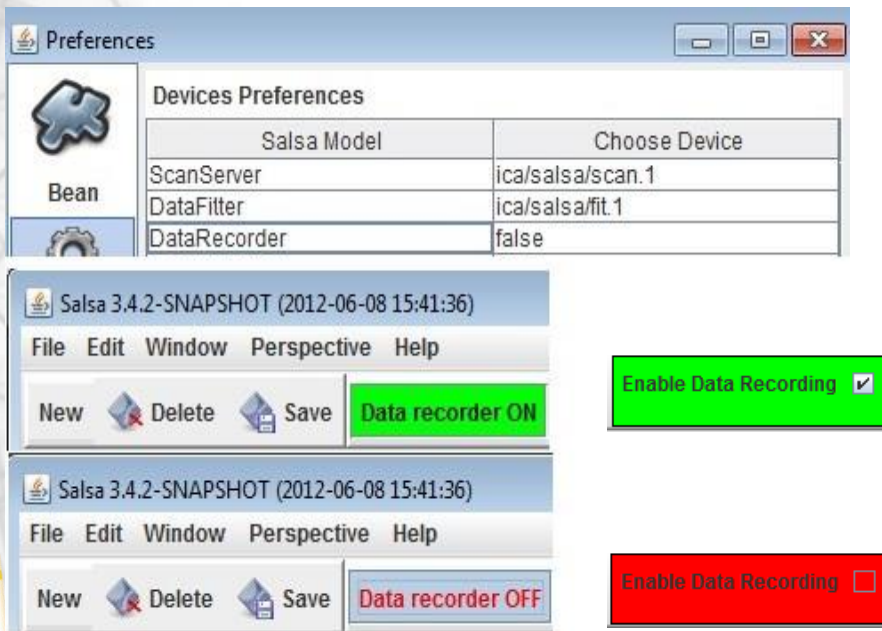 Preferences
Devices Preferences
Salsa Model Choose Device
Bean
ScanServer ica/salsa/scan.1
DataFitter ica/salsa/fit.1
DataRecorder false
Salsa 3.4.2-SNAPSHOT (2012-06-08 15:41:36)
File Edit Window Perspective Help
New Delete Save Data recorder ON
Enable Data Recording
Salsa 3.4.2-SNAPSHOT (2012-06-08 15:41:36)
File Edit Window Perspective Help
New Delete Save Data recorder OFF
Enable Data Recording